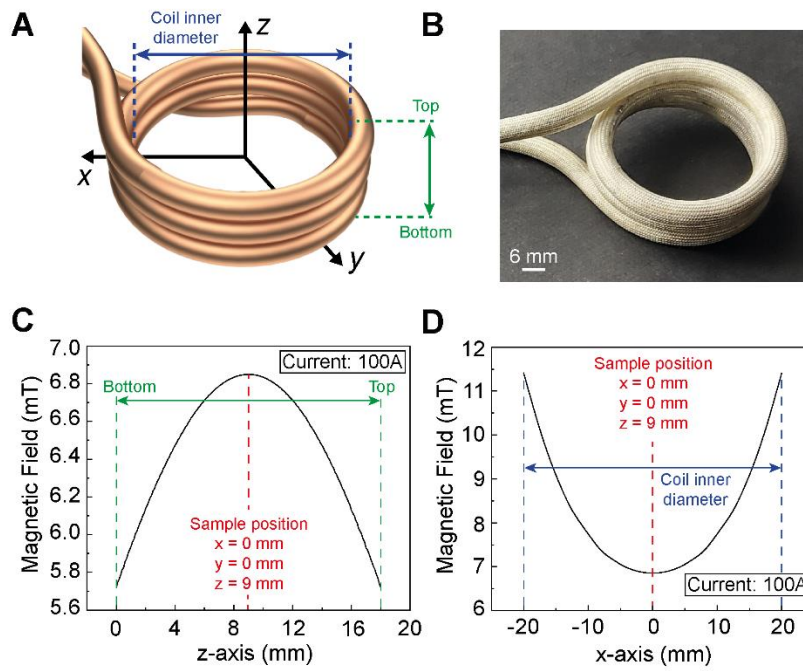 A
Coil inner
diameter
z
Top
x
Bottom
y
B
6 mm
C
7.0
6.8
6.6
6.4
6.2
6.0
5.8
5.6
Magnetic Field (mT)
Current: 100A
Bottom
Top
Sample position
x = 0 mm
y = 0 mm
z = 9 mm
0
4
8
12
16
20
z-axis (mm)
D
12
11
10
9
8
7
6
Magnetic Field (mT)
Sample position
x = 0 mm
y = 0 mm
z = 9 mm
Coil inner
diameter
Current: 100A
-20
-10
0
10
20
x-axis (mm)